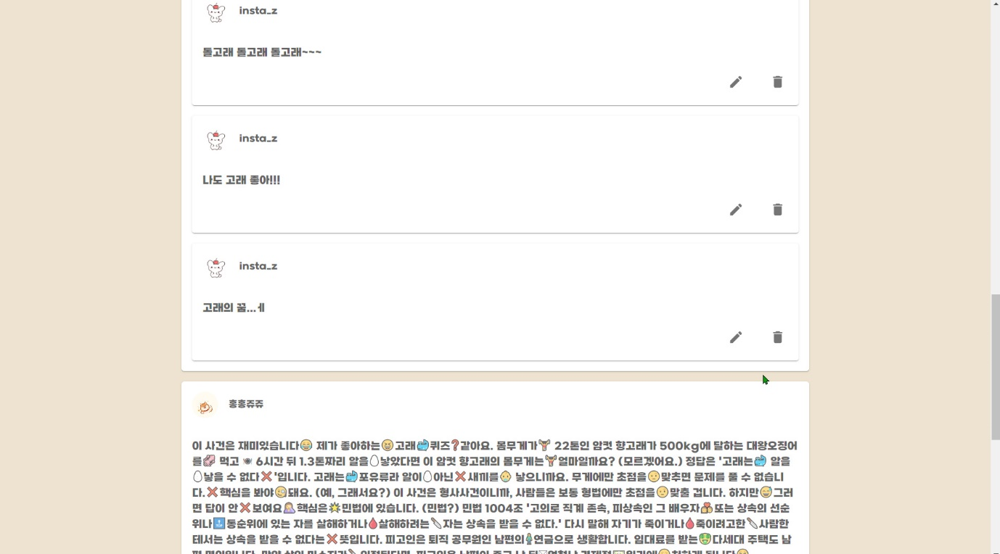 insta_z
돌고래 돌고래 돌고래~~~
insta_z
나도 고래 좋아!!!
insta_z
고래의 꿈...ㅔ
홍홍쥬쥬
이 사건은 재미있습니다😄 제가 좋아하는😆고래🐳퀴즈❓같아요. 몸무게가🏋 22톤인 암컷 향고래가 500kg에 달하는 대왕오징어
를🦑 먹고 🍽 6시간 뒤 1.3톤짜리 알을🥚낳았다면 이 암컷 향고래의 몸무게는🏋얼마일까요? (모르겠어요.) 정답은 '고래는🐳 알을
🥚낳을 수 없다❌'입니다. 고래는🐳포유류라 알이🥚아닌❌새끼를👶 낳으니까요. 무게에만 초점을😕맞추면 문제를 풀 수 없습니
다.❌핵심을 봐야🧐돼요. (예, 그래서요?) 이 사건은 형사사건이니까, 사람들은 보통 형법에만 초점을😕맞춥 겁니다. 하지만😅그러
면 답이 안❌보여요🙅핵심은🌟민법에 있습니다. (민법?) 민법 1004조 '고의로 직계 존속, 피상속인 그 배우자💑또는 상속의 선순
위나🔝동순위에 있는 자를 살해하거나🩸살해하려는🔪자는 상속을 받을 수 없다.' 다시 말해 자기가 죽이거나🩸죽이려고한🔪사람한
테서는 상속을 받을 수 없다는❌뜻입니다. 피고인은 퇴직 공무원인 남편의🧍연금으로 생활합니다. 임대료를 받는🤑다세대 주택도 남